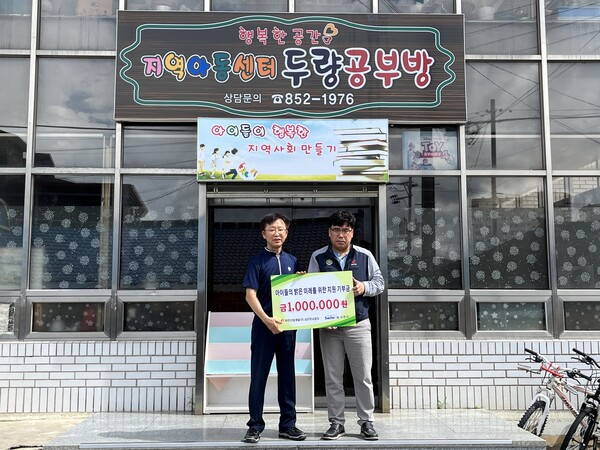 행복한 공간
지역아동센터 두량공부방
상담문의 ☎852-1976
아이들이 행복한
지역사회 만들기
TOY
아이들의 밝은 미래를 위한 지원 기부금
금1,000,000원